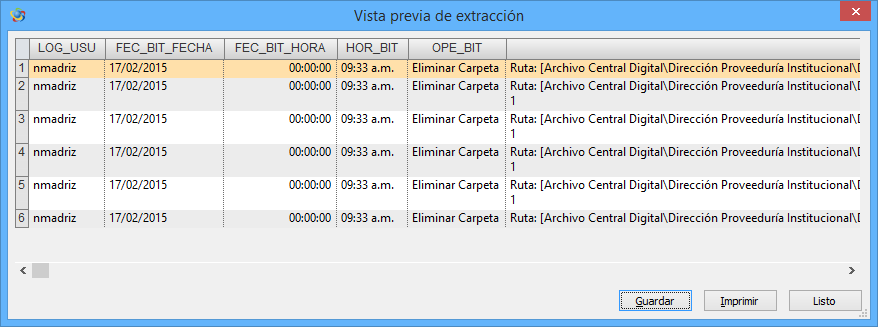 Vista previa de extracción
LOG_USU FEC_BIT_FECHA FEC_BIT_HORA HOR_BIT OPE_BIT
1 nmadriz 17/02/2015 00:00:00 09:33 a.m. Eliminar Carpeta Ruta: [Archivo Central Digital\Dirección Proveeduría Institucional\D
2 nmadriz 17/02/2015 00:00:00 09:33 a.m. Eliminar Carpeta Ruta: [Archivo Central Digital\Dirección Proveeduría Institucional\D
1
3 nmadriz 17/02/2015 00:00:00 09:33 a.m. Eliminar Carpeta Ruta: [Archivo Central Digital\Dirección Proveeduría Institucional\D
1
4 nmadriz 17/02/2015 00:00:00 09:33 a.m. Eliminar Carpeta Ruta: [Archivo Central Digital\Dirección Proveeduría Institucional\D
1
5 nmadriz 17/02/2015 00:00:00 09:33 a.m. Eliminar Carpeta Ruta: [Archivo Central Digital\Dirección Proveeduría Institucional\D
1
6 nmadriz 17/02/2015 00:00:00 09:33 a.m. Eliminar Carpeta Ruta: [Archivo Central Digital\Dirección Proveeduría Institucional\D
Guardar Imprimir Listo